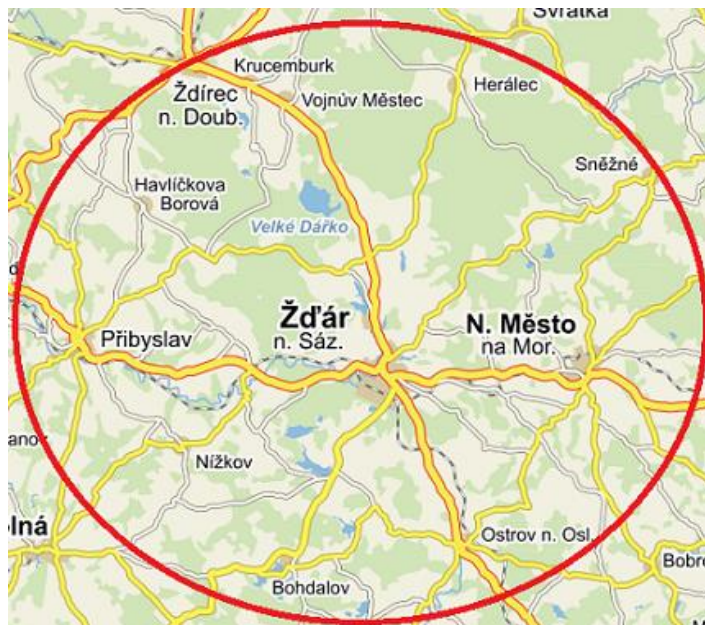 Svratka
Krucemburk
Ždírec
n. Doub.
Vojnův Městec
Herálec
Sněžné
Havlíčkova
Borová
Velké Dářko
Žďár
n. Sáz.
N. Město
na Mor.
Přibyslav
Nížkov
Ostrov n. Osl.
Bohdalov
lná
Bobro